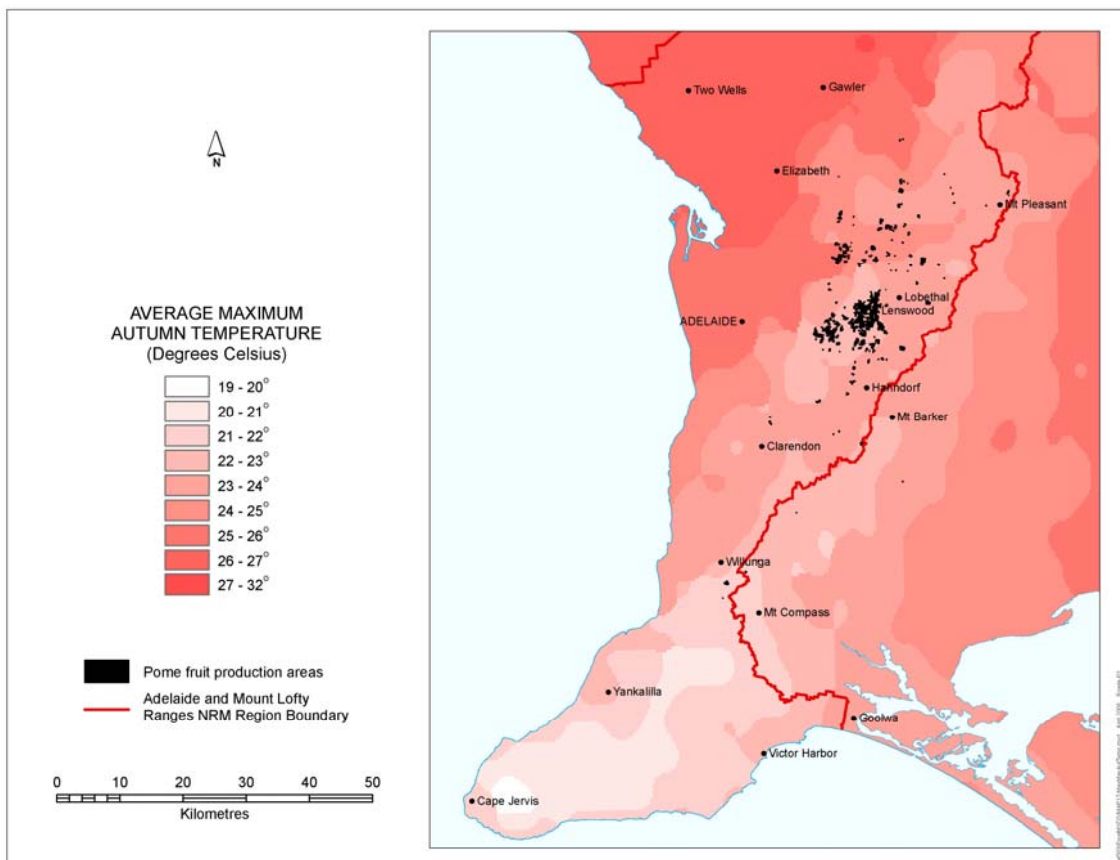 N
AVERAGE MAXIMUM
AUTUMN TEMPERATURE
(Degrees Celsius)
19 - 20°
20 - 21°
21 - 22°
22 - 23°
23 - 24°
24 - 25°
25 - 26°
26 - 27°
27 - 32°
Pome fruit production areas
Adelaide and Mount Lofty
Ranges NRM Region Boundary
0 10 20 30 40 50
Kilometres
Two Wells
Gawler
Elizabeth
Mt Pleasant
Lobethal
Lenswood
ADELAIDE
Hahndorf
Mt Barker
Clarendon
Willunga
Mt Compass
Yankalilla
Goolwa
Victor Harbor
Cape Jervis